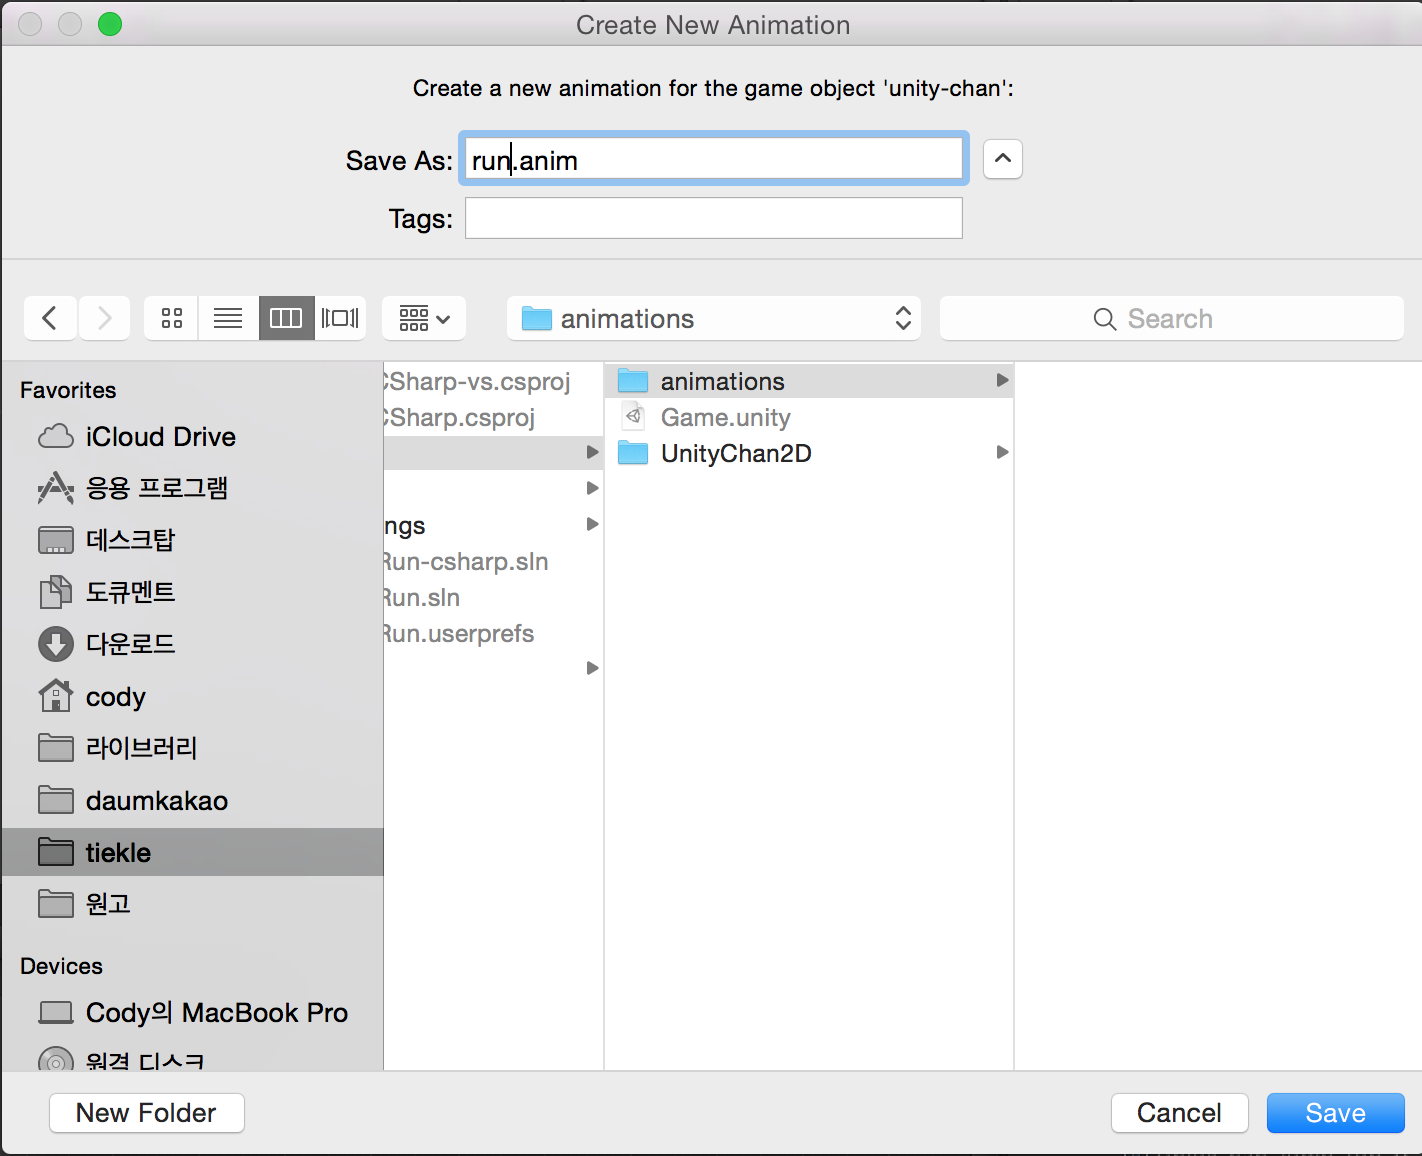 Create New Animation
Create a new animation for the game object 'unity-chan':
Save As: run.anim
Tags:
animations
Search
Favorites
iCloud Drive
응용 프로그램
데스크탑
도큐멘트
다운로드
cody
라이브러리
daumkakao
tiekle
원고
Devices
Cody의 MacBook Pro
원격 디스크
CSharp-vs.csproj
CSharp.csproj
ngs
Run-csharp.sln
Run.sln
Run.userprefs
animations
Game.unity
UnityChan2D
New Folder
Cancel
Save